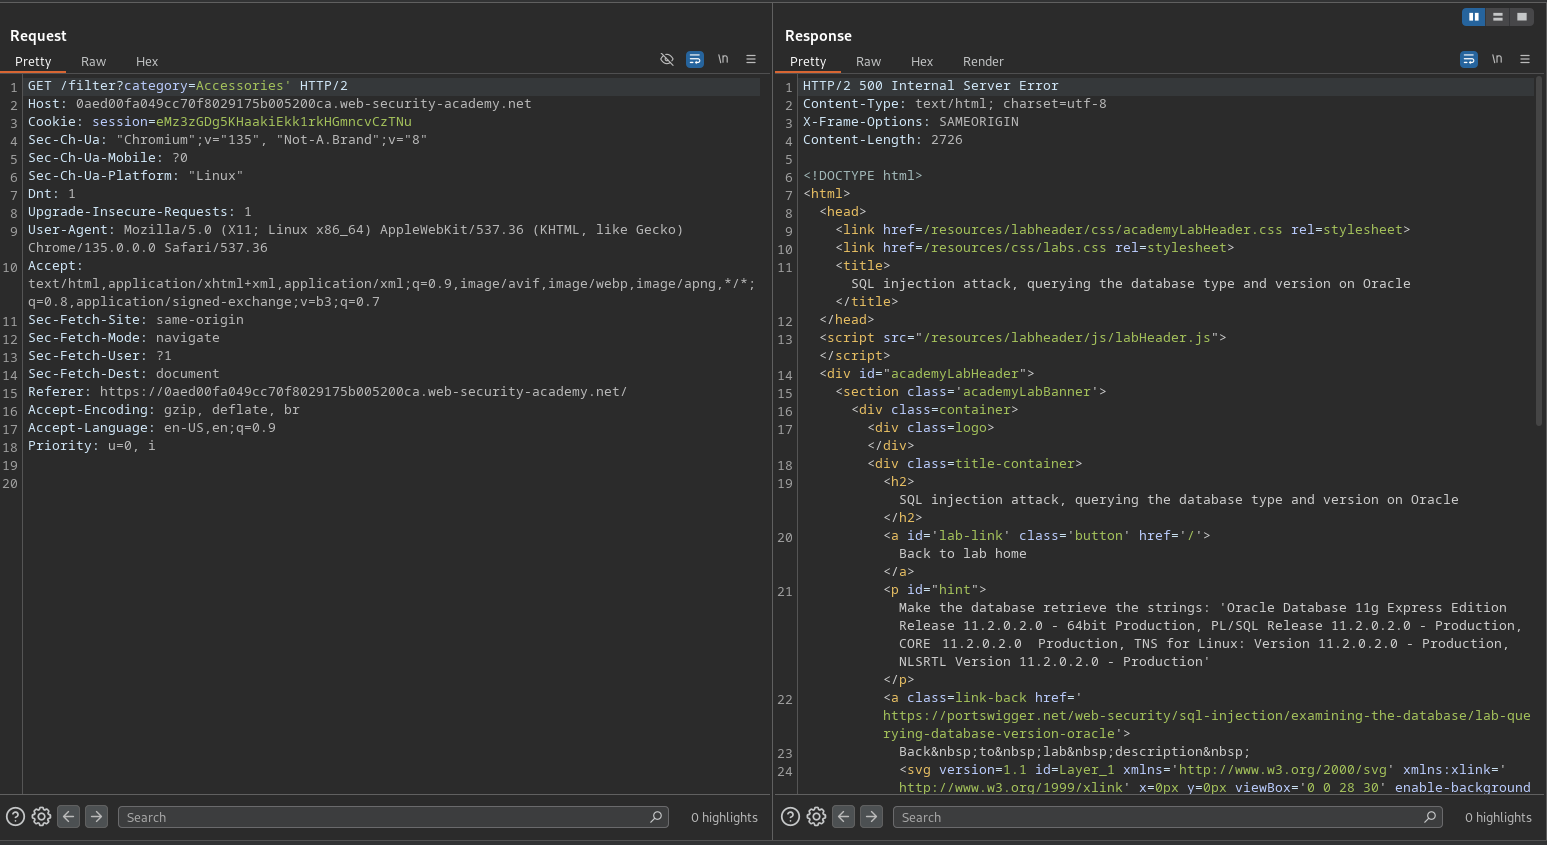 Request
Pretty Raw Hex
\n
1 GET /filter?category=Accessories' HTTP/2
2 Host: 0aed00fa049cc70f8029175b005200ca.web-security-academy.net
3 Cookie: session=eMz3zGDg5KHaakiEkk1rkHGmncvCzTNu
4 Sec-Ch-Ua: "Chromium";v="135", "Not-A.Brand";v="8"
5 Sec-Ch-Ua-Mobile: ?0
6 Sec-Ch-Ua-Platform: "Linux"
7 Dnt: 1
8 Upgrade-Insecure-Requests: 1
9 User-Agent: Mozilla/5.0 (X11; Linux x86_64) AppleWebKit/537.36 (KHTML, like Gecko)
Chrome/135.0.0.0 Safari/537.36
10 Accept:
text/html,application/xhtml+xml,application/xml;q=0.9,image/avif,image/webp,image/apng,*/*;
q=0.8,application/signed-exchange;v=b3;q=0.7
11 Sec-Fetch-Site: same-origin
12 Sec-Fetch-Mode: navigate
13 Sec-Fetch-User: ?1
14 Sec-Fetch-Dest: document
15 Referer: https://0aed00fa049cc70f8029175b005200ca.web-security-academy.net/
16 Accept-Encoding: gzip, deflate, br
17 Accept-Language: en-US,en;q=0.9
18 Priority: u=0, i
19
20
Search
0 highlights
Response
Pretty Raw Hex Render
\n
1 HTTP/2 500 Internal Server Error
2 Content-Type: text/html; charset=utf-8
3 X-Frame-Options: SAMEORIGIN
4 Content-Length: 2726
5
6 <!DOCTYPE html>
7 <html>
8 <head>
9 <link href=/resources/labheader/css/academyLabHeader.css rel=stylesheet>
10 <link href=/resources/css/labs.css rel=stylesheet>
11 <title>
SQL injection attack, querying the database type and version on Oracle
</title>
12 </head>
13 <script src="/resources/labheader/js/labHeader.js">
</script>
14 <div id="academyLabHeader">
15 <section class='academyLabBanner'>
16 <div class=container>
17 <div class=logo>
</div>
18 <div class=title-container>
19 <h2>
SQL injection attack, querying the database type and version on Oracle
</h2>
20 <a id='lab-link' class='button' href='/'>
Back to lab home
</a>
21 <p id="hint">
Make the database retrieve the strings: 'Oracle Database 11g Express Edition
Release 11.2.0.2.0 - 64bit Production, PL/SQL Release 11.2.0.2.0 - Production,
CORE 11.2.0.2.0 Production, TNS for Linux: Version 11.2.0.2.0 - Production,
NLSRTL Version 11.2.0.2.0 - Production'
</p>
22 <a class=link-back href='
https://portswigger.net/web-security/sql-injection/examining-the-database/lab-que
rying-database-version-oracle'>
23 Back&nbsp;to&nbsp;lab&nbsp;description&nbsp;
24 <svg version=1.1 id=Layer_1 xmlns='http://www.w3.org/2000/svg' xmlns:xlink='
http://www.w3.org/1999/xlink' x=0px y=0px viewBox='0 0 28 30' enable-background
Search
0 highlights